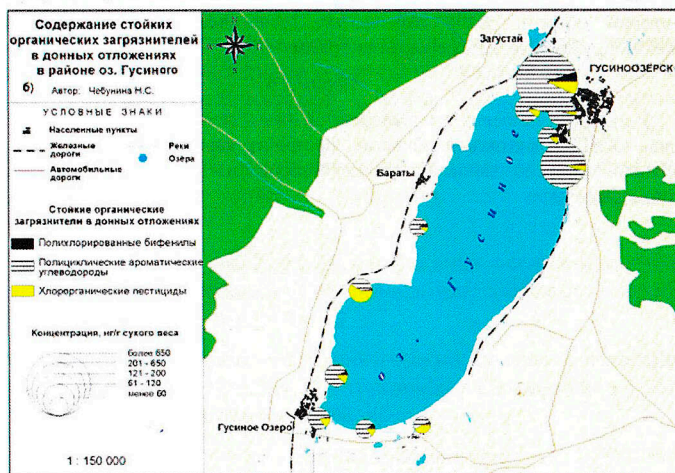 Содержание стойких
органических загрязнителей
в донных отложениях
в районе оз. Гусиного
б) Автор: Чебунина Н.С.
УСЛОВНЫЕ ЗНАКИ
Населенные пункты
Железные
дороги
Реки
Озёра
Автомобильные
дороги
Стойкие органические
загрязнители в донных отложениях
Полихлорированные бифенилы
Полициклические ароматические
углеводороды
Хлорорганические пестициды
Концентрация, нг/г сухого веса
более 650
201 - 650
121 - 200
61 - 120
менее 60
1 : 150 000
N
S
Загустай
ГУСИНООЗЁРСК
Бараты
оз. Гусиное
Гусиное Озеро